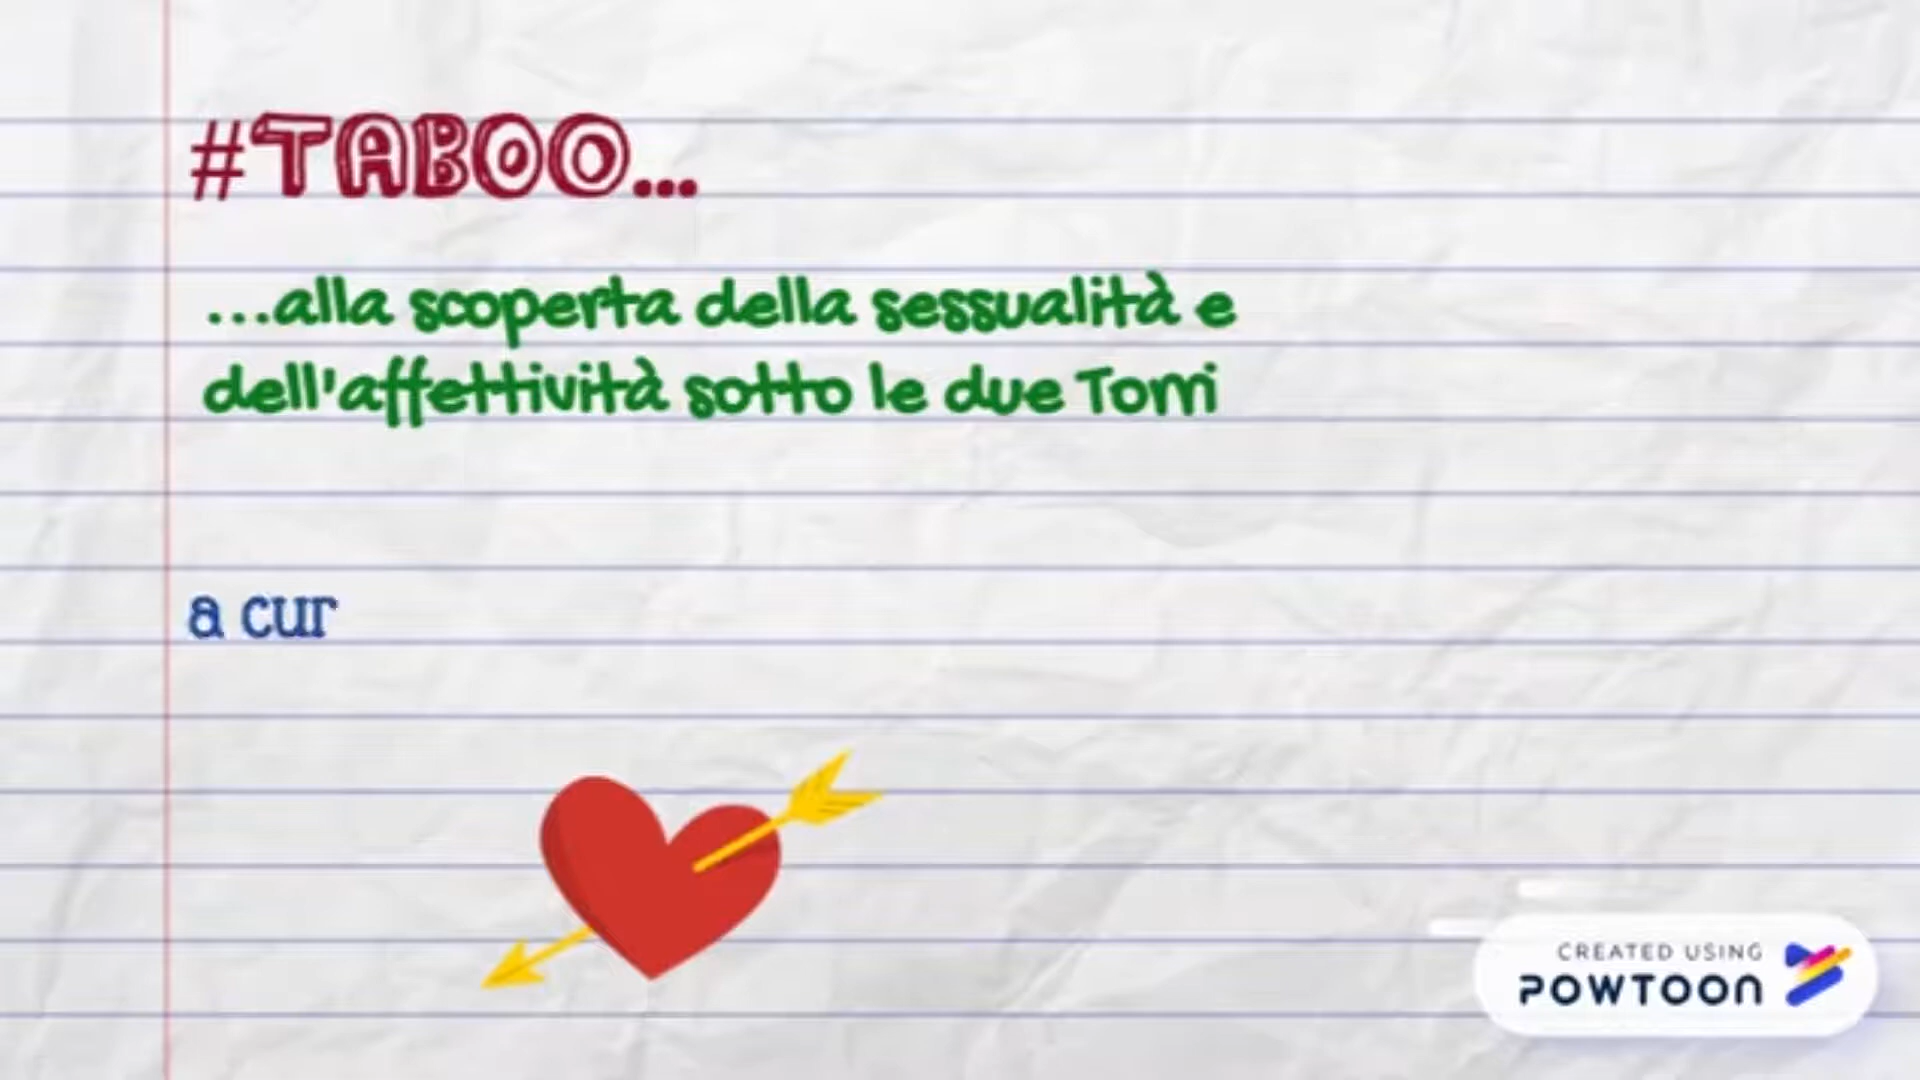 #TABOO...
...alla scoperta della sessualità e
dell'affettività sotto le due Torri
a cur
CREATED USING
POWTOON